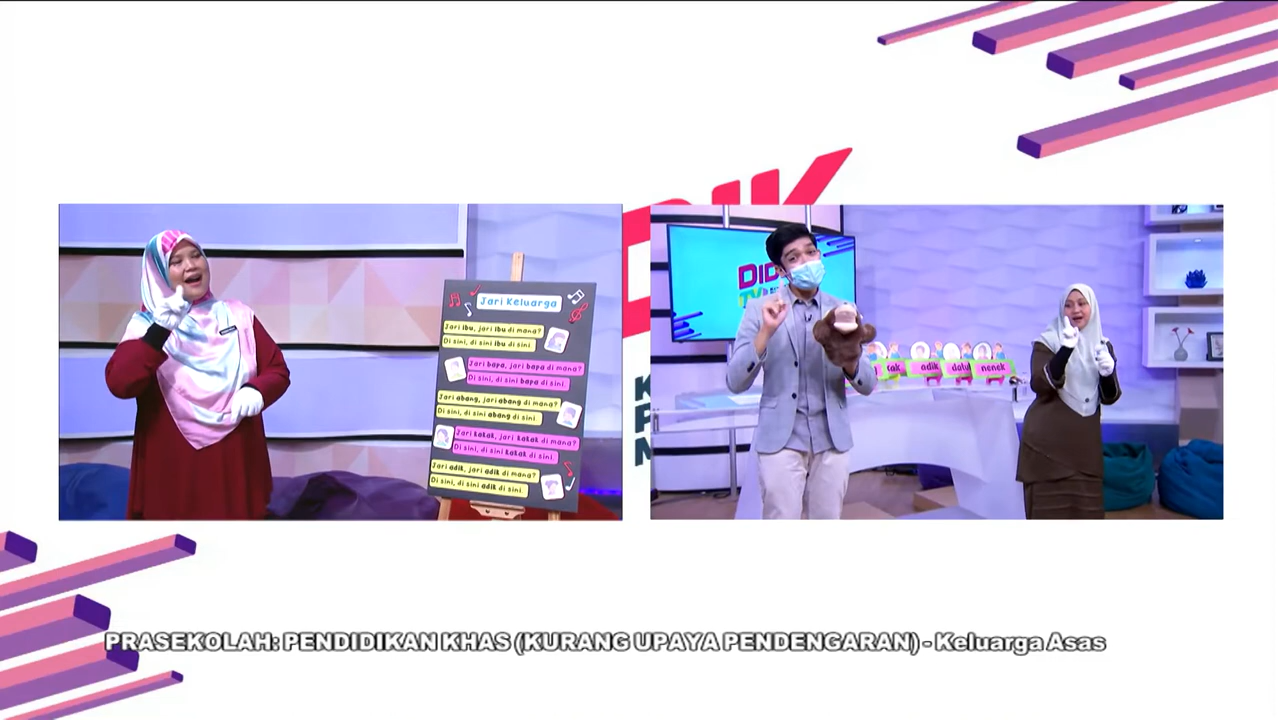 Jari Keluarga
Jari ibu, jari ibu di mana?
Di sini, di sini ibu di sini.
Jari bapa, jari bapa di mana?
Di sini, di sini bapa di sini.
Jari abang, jari abang di mana?
Di sini, di sini abang di sini.
Jari kakak, jari kakak di mana?
Di sini, di sini kakak di sini.
Jari adik, jari adik di mana?
Di sini, di sini adik di sini.
DID
TV
adik
datuk
nenek
PRASEKOLAH: PENDIDIKAN KHAS (KURANG UPAYA PENDENGARAN) - Keluarga Asas